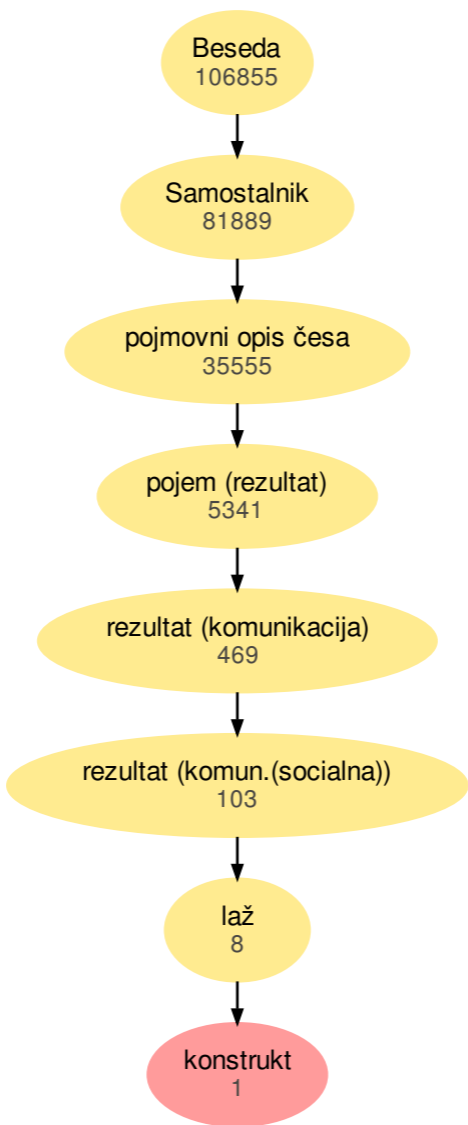 Beseda
106855
Samostalnik
81889
pojmovni opis česa
35555
pojem (rezultat)
5341
rezultat (komunikacija)
469
rezultat (komun.(socialna))
103
laž
8
konstrukt
1